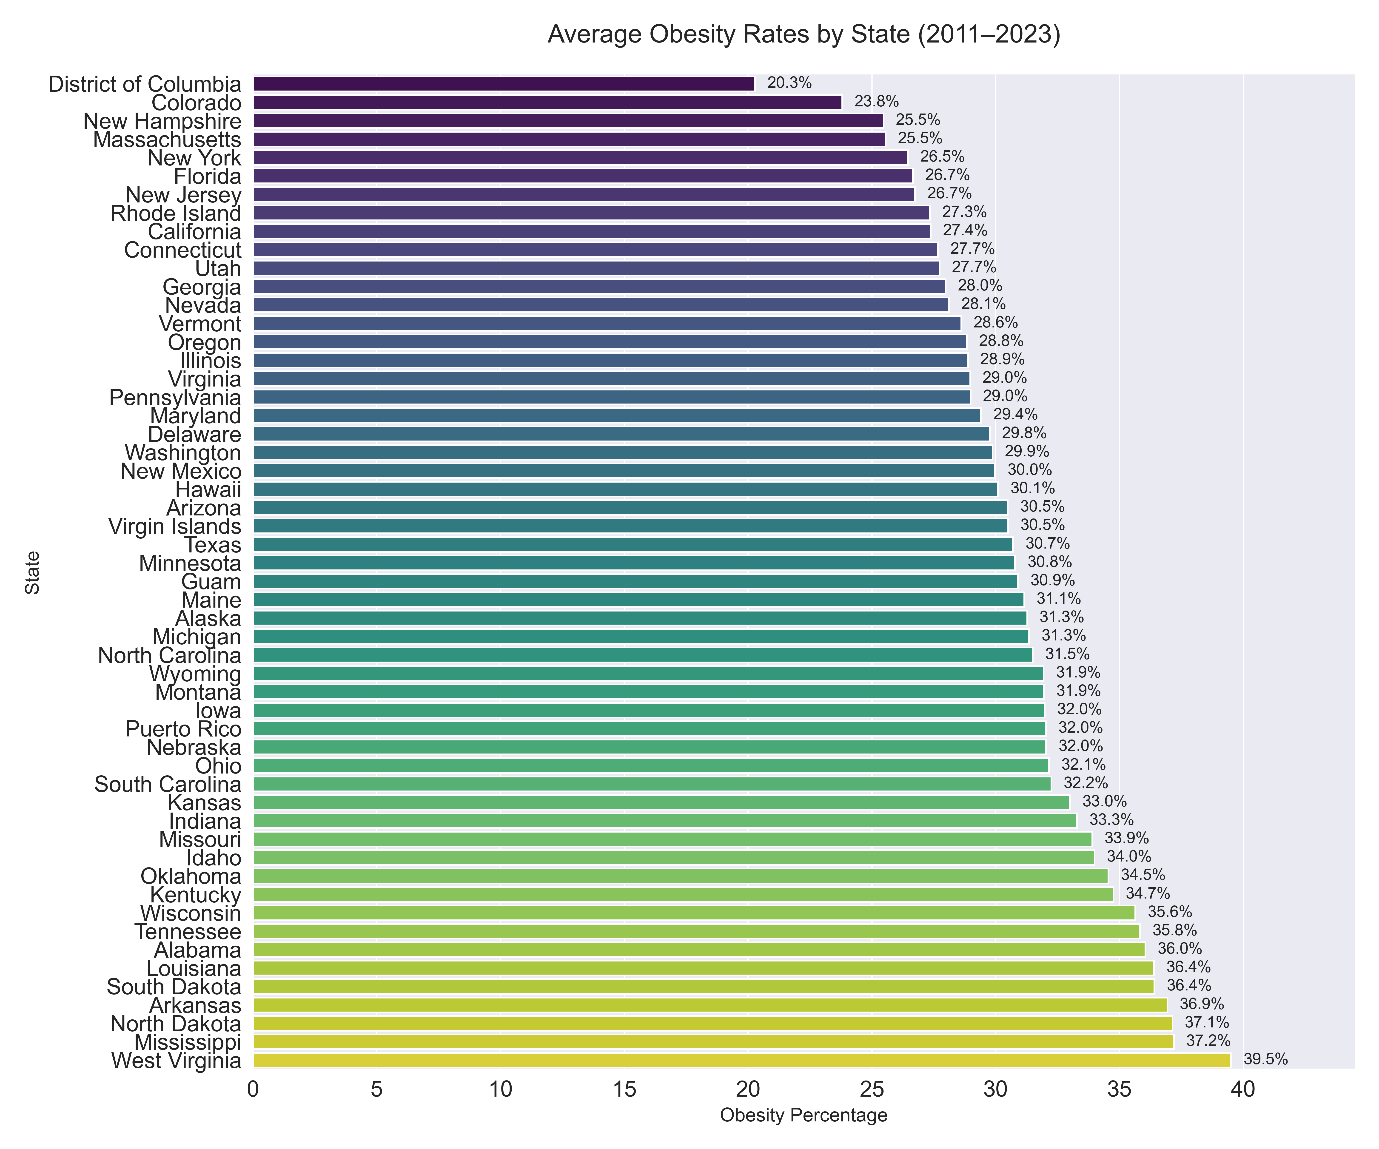 Average Obesity Rates by State (2011–2023)
District of Columbia 20.3%
Colorado 23.8%
New Hampshire 25.5%
Massachusetts 25.5%
New York 26.5%
Florida 26.7%
New Jersey 26.7%
Rhode Island 27.3%
California 27.4%
Connecticut 27.7%
Utah 27.7%
Georgia 28.0%
Nevada 28.1%
Vermont 28.6%
Oregon 28.8%
Illinois 28.9%
Virginia 29.0%
Pennsylvania 29.0%
Maryland 29.4%
Delaware 29.8%
Washington 29.9%
New Mexico 30.0%
Hawaii 30.1%
Arizona 30.5%
Virgin Islands 30.5%
Texas 30.7%
Minnesota 30.8%
Guam 30.9%
Maine 31.1%
Alaska 31.3%
Michigan 31.3%
North Carolina 31.5%
Wyoming 31.9%
Montana 31.9%
Iowa 32.0%
Puerto Rico 32.0%
Nebraska 32.0%
Ohio 32.1%
South Carolina 32.2%
Kansas 33.0%
Indiana 33.3%
Missouri 33.9%
Idaho 34.0%
Oklahoma 34.5%
Kentucky 34.7%
Wisconsin 35.6%
Tennessee 35.8%
Alabama 36.0%
Louisiana 36.4%
South Dakota 36.4%
Arkansas 36.9%
North Dakota 37.1%
Mississippi 37.2%
West Virginia 39.5%
State
0 5 10 15 20 25 30 35 40
Obesity Percentage